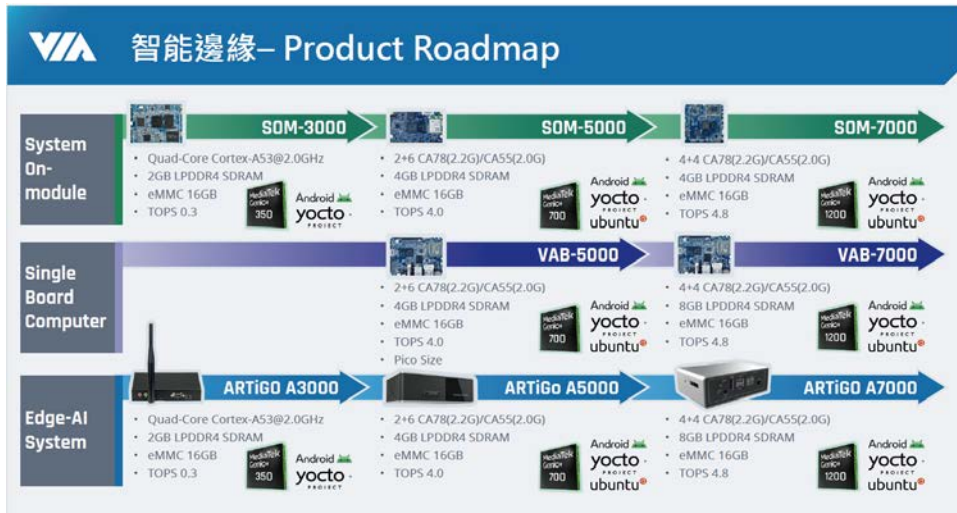 VIA 智能邊緣– Product Roadmap
System
On-
module
SOM-3000
• Quad-Core Cortex-A53@2.0GHz
• 2GB LPDDR4 SDRAM
• eMMC 16GB
• TOPS 0.3
MediaTek
Genio
350
Android
yocto
PROJECT
SOM-5000
• 2+6 CA78(2.2G)/CA55(2.0G)
• 4GB LPDDR4 SDRAM
• eMMC 16GB
• TOPS 4.0
MediaTek
Genio
700
Android
yocto
PROJECT
ubuntu
SOM-7000
• 4+4 CA78(2.2G)/CA55(2.0G)
• 4GB LPDDR4 SDRAM
• eMMC 16GB
• TOPS 4.8
MediaTek
Genio
1200
Android
yocto
PROJECT
ubuntu
Single
Board
Computer
VAB-5000
• 2+6 CA78(2.2G)/CA55(2.0G)
• 4GB LPDDR4 SDRAM
• eMMC 16GB
• TOPS 4.0
• Pico Size
MediaTek
Genio
700
Android
yocto
PROJECT
ubuntu
VAB-7000
• 4+4 CA78(2.2G)/CA55(2.0G)
• 8GB LPDDR4 SDRAM
• eMMC 16GB
• TOPS 4.8
MediaTek
Genio
1200
Android
yocto
PROJECT
ubuntu
Edge-AI
System
ARTiGO A3000
• Quad-Core Cortex-A53@2.0GHz
• 2GB LPDDR4 SDRAM
• eMMC 16GB
• TOPS 0.3
MediaTek
Genio
350
Android
yocto
PROJECT
ARTiGo A5000
• 2+6 CA78(2.2G)/CA55(2.0G)
• 4GB LPDDR4 SDRAM
• eMMC 16GB
• TOPS 4.0
MediaTek
Genio
700
Android
yocto
PROJECT
ubuntu
ARTiGO A7000
• 4+4 CA78(2.2G)/CA55(2.0G)
• 8GB LPDDR4 SDRAM
• eMMC 16GB
• TOPS 4.8
MediaTek
Genio
1200
Android
yocto
PROJECT
ubuntu